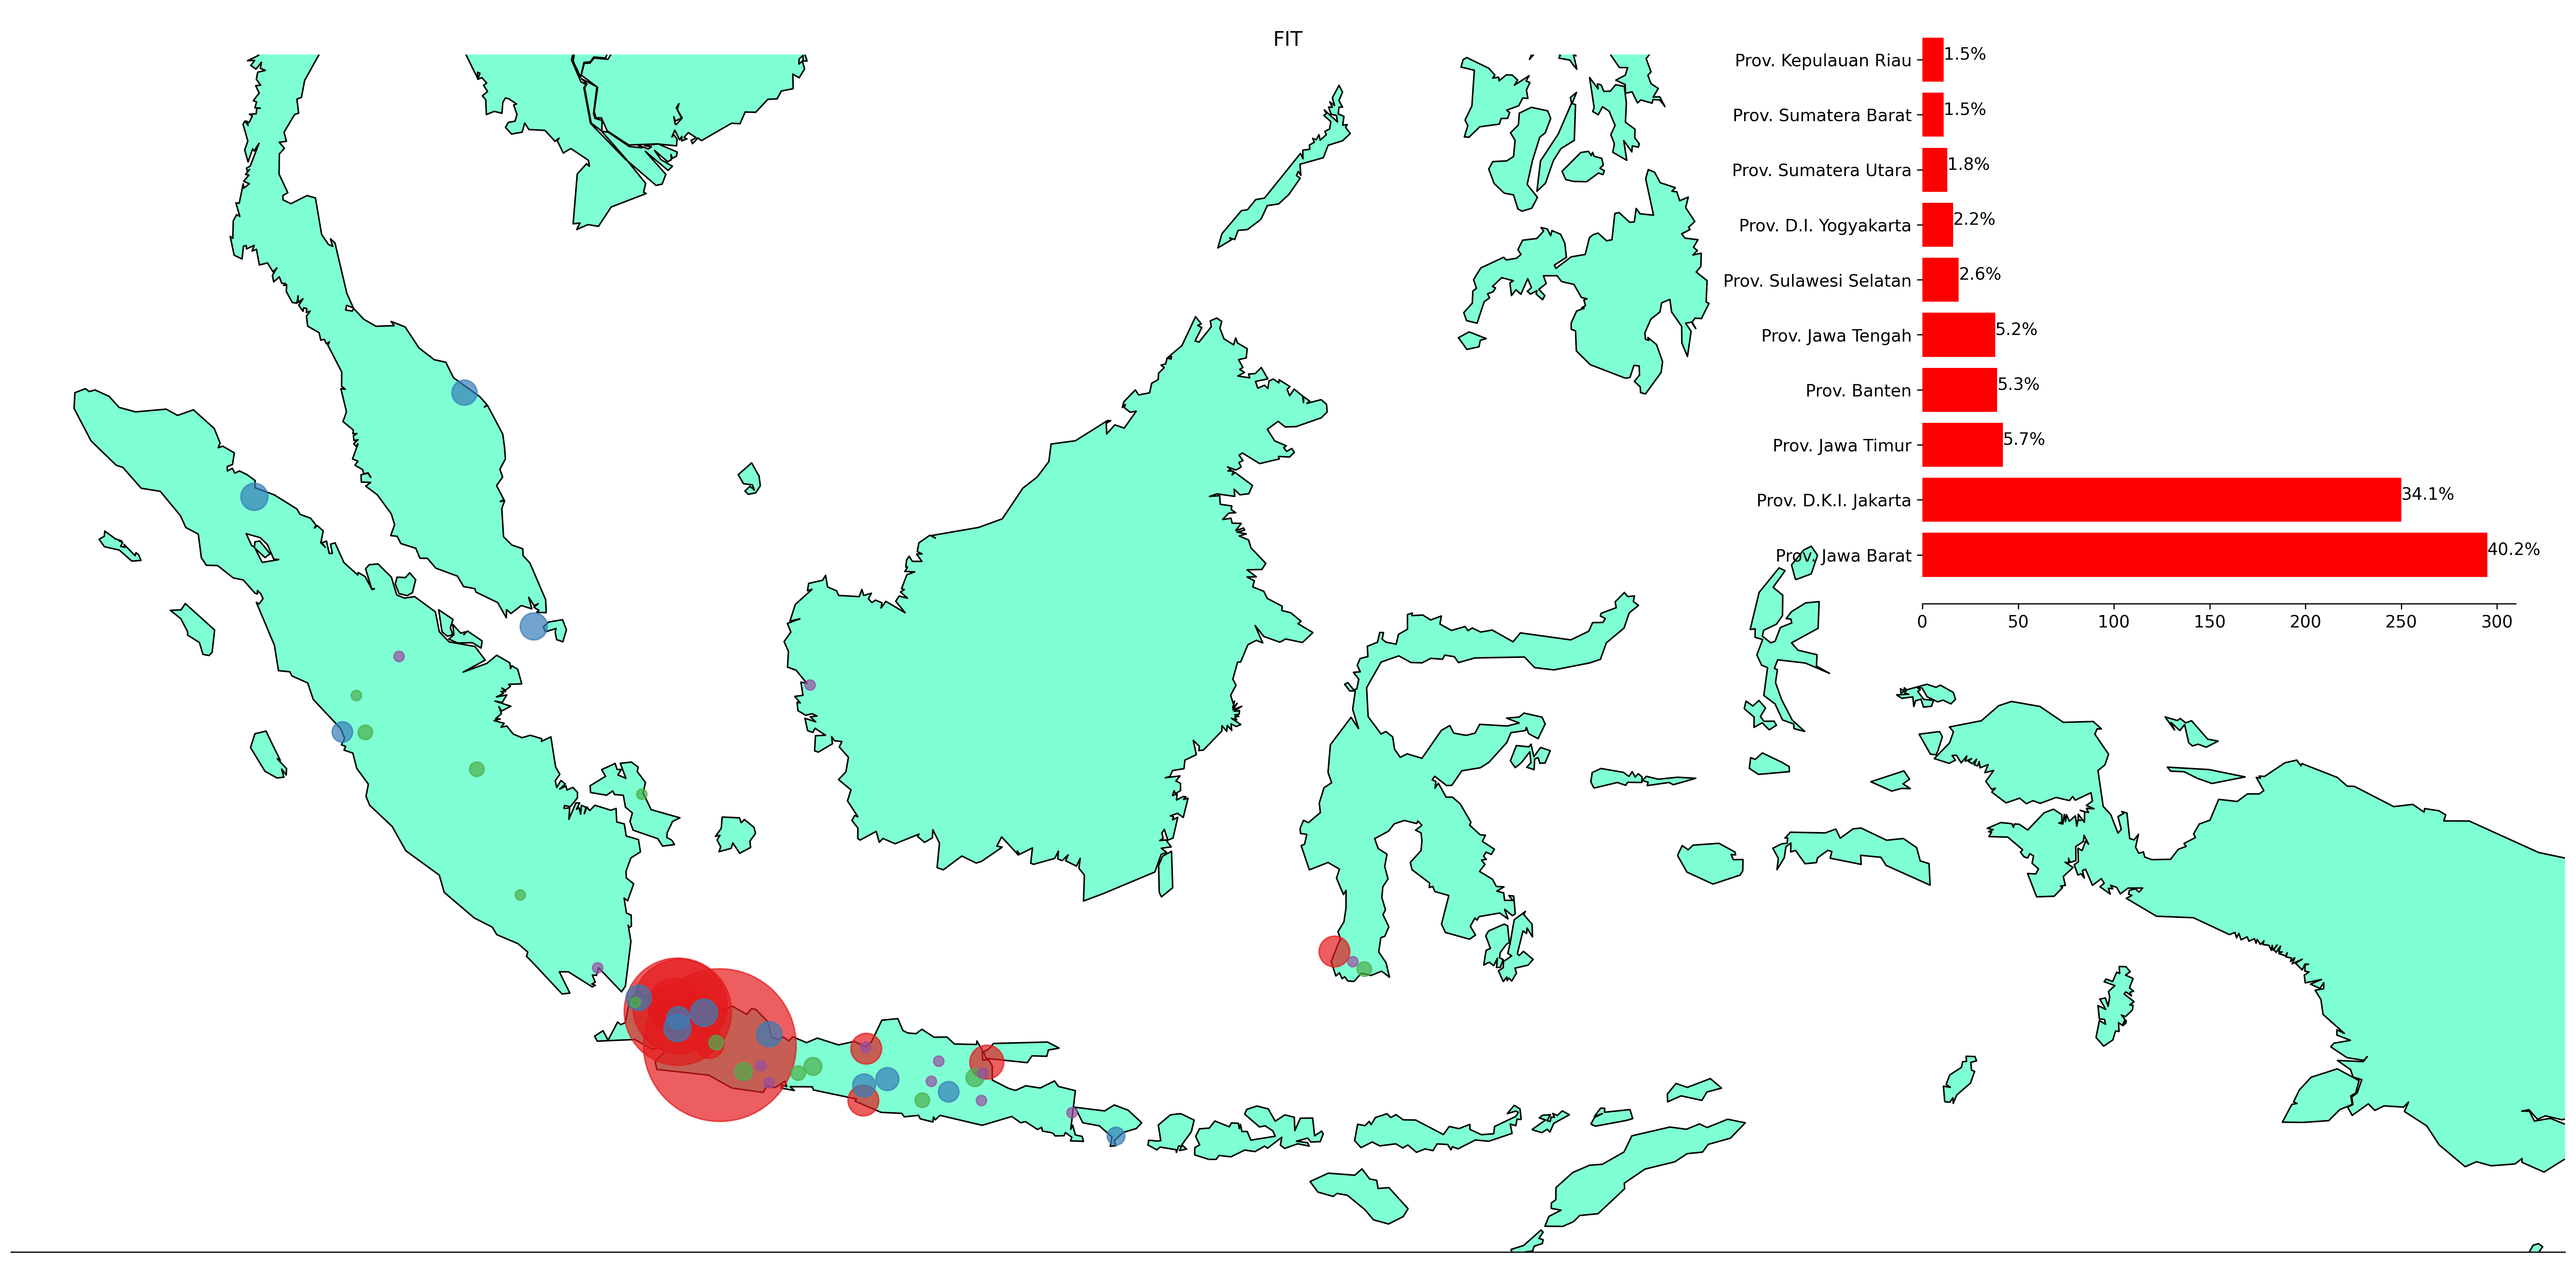 FIT
Prov. Kepulauan Riau 1.5%
Prov. Sumatera Barat 1.5%
Prov. Sumatera Utara 1.8%
Prov. D.I. Yogyakarta 2.2%
Prov. Sulawesi Selatan 2.6%
Prov. Jawa Tengah 5.2%
Prov. Banten 5.3%
Prov. Jawa Timur 5.7%
Prov. D.K.I. Jakarta 34.1%
Prov. Jawa Barat 40.2%
0 50 100 150 200 250 300